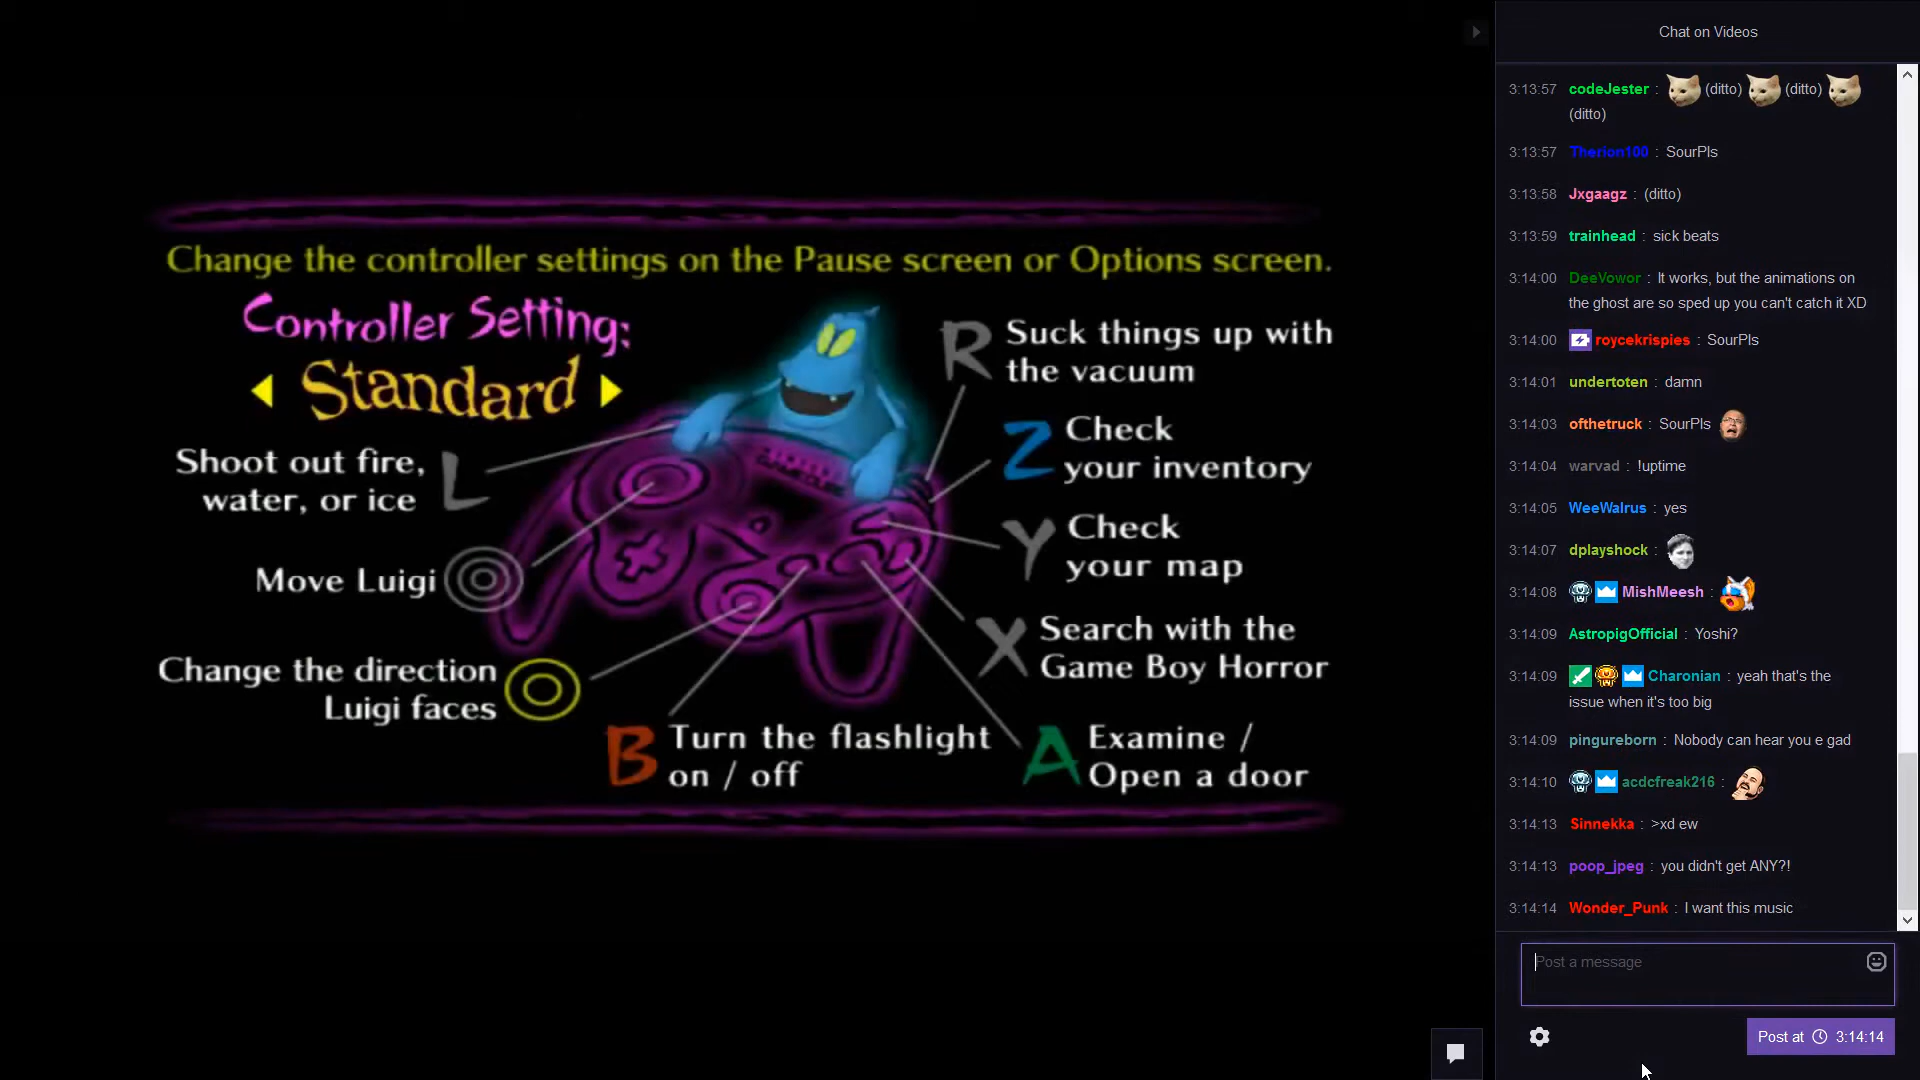 Change the controller settings on the Pause screen or Options screen.
Controller Setting:
Standard
R Suck things up with
the vacuum
Z Check
your inventory
Shoot out fire,
water, or ice L
Y Check
your map
Move Luigi
X Search with the
Game Boy Horror
Change the direction
Luigi faces
B Turn the flashlight
on / off
A Examine /
Open a door
Chat on Videos
3:13:57 codeJester : (ditto) (ditto)
(ditto)
3:13:57 Therion100 : SourPls
3:13:58 Jxgaagz : (ditto)
3:13:59 trainhead : sick beats
3:14:00 DeeVowor : It works, but the animations on
the ghost are so sped up you can't catch it XD
3:14:00 roycekrispies : SourPls
3:14:01 undertoten : damn
3:14:03 ofthetruck : SourPls
3:14:04 warvad : !uptime
3:14:05 WeeWalrus : yes
3:14:07 dplayshock :
3:14:08 MishMeesh :
3:14:09 AstropigOfficial : Yoshi?
3:14:09 Charonian : yeah that's the
issue when it's too big
3:14:09 pingureborn : Nobody can hear you e gad
3:14:10 acdcfreak216 :
3:14:13 Sinnekka : >xd ew
3:14:13 poop_jpeg : you didn't get ANY?!
3:14:14 Wonder_Punk : I want this music
Post a message
Post at 3:14:14